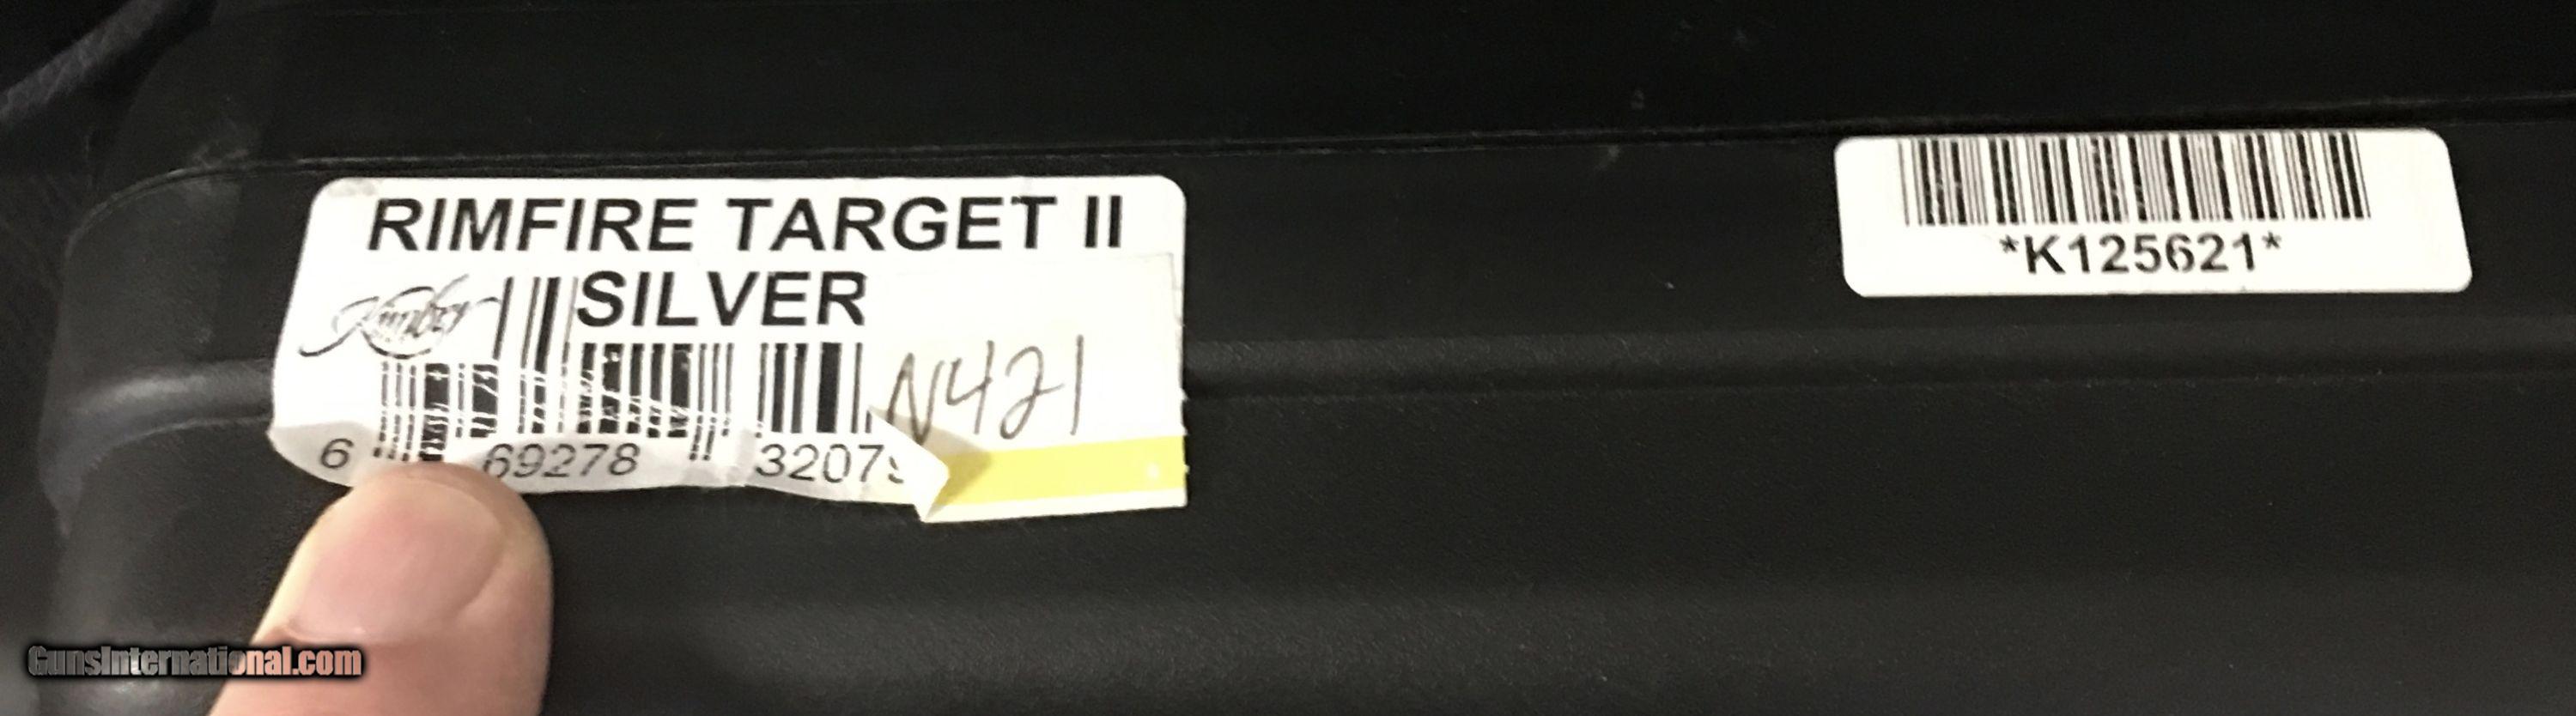 RIMFIRE TARGET II
SILVER
Kimber
N421
6 69278 3207
*K125621*
GunsInternational.com